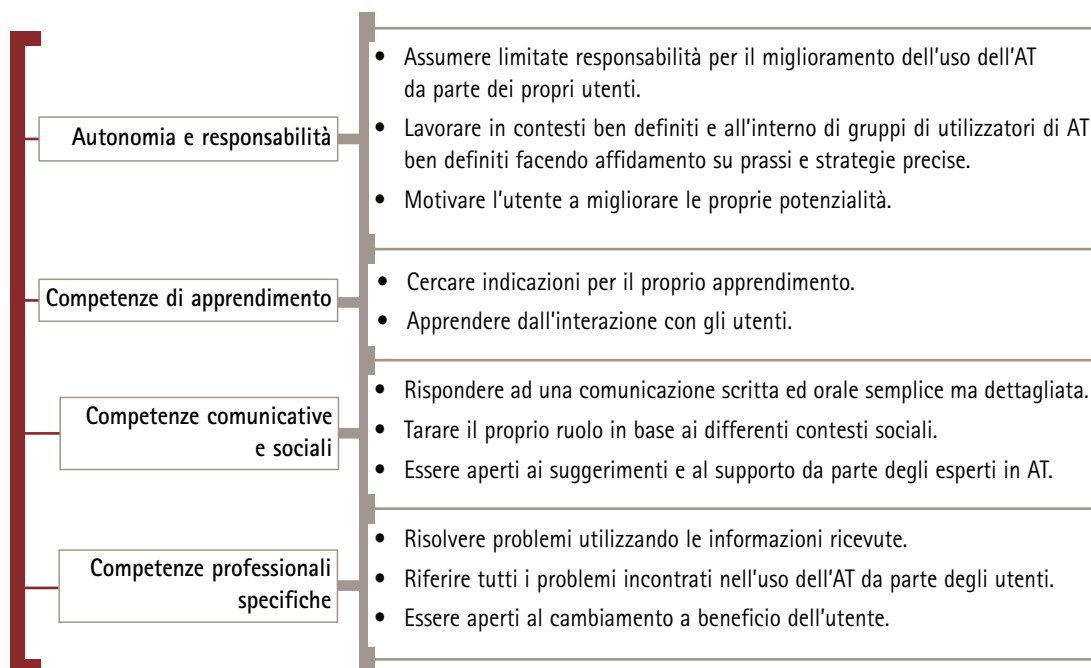 Autonomia e responsabilità
• Assumere limitate responsabilità per il miglioramento dell'uso dell'AT
da parte dei propri utenti.
• Lavorare in contesti ben definiti e all'interno di gruppi di utilizzatori di AT
ben definiti facendo affidamento su prassi e strategie precise.
• Motivare l'utente a migliorare le proprie potenzialità.
Competenze di apprendimento
• Cercare indicazioni per il proprio apprendimento.
• Apprendere dall'interazione con gli utenti.
Competenze comunicative
e sociali
• Rispondere ad una comunicazione scritta ed orale semplice ma dettagliata.
• Tarare il proprio ruolo in base ai differenti contesti sociali.
• Essere aperti ai suggerimenti e al supporto da parte degli esperti in AT.
Competenze professionali
specifiche
• Risolvere problemi utilizzando le informazioni ricevute.
• Riferire tutti i problemi incontrati nell'uso dell'AT da parte degli utenti.
• Essere aperti al cambiamento a beneficio dell'utente.